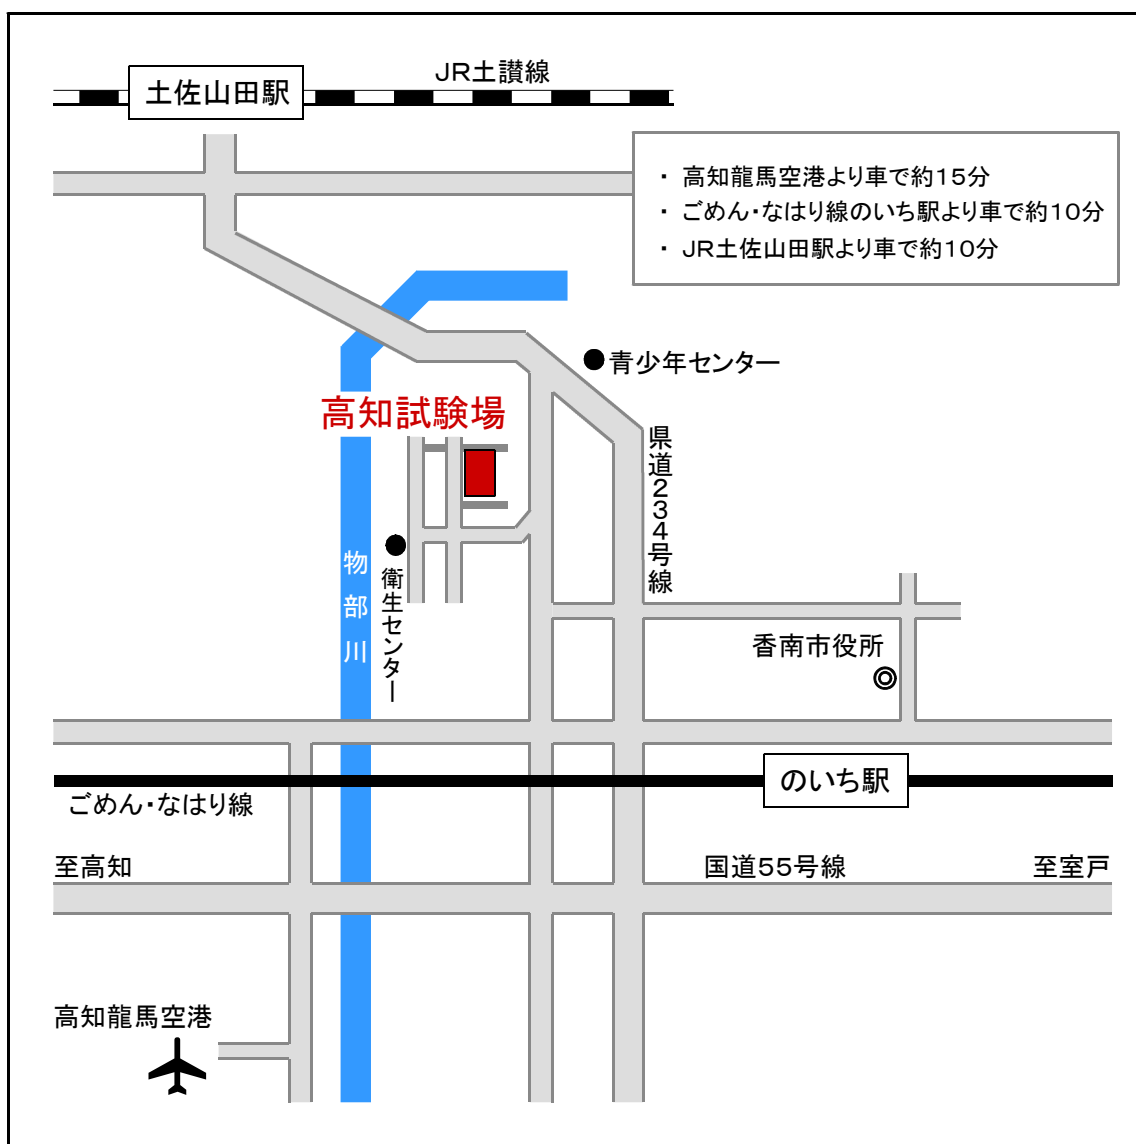 JR土讃線
土佐山田駅
・ 高知龍馬空港より車で約15分
・ ごめん・なはり線のいち駅より車で約10分
・ JR土佐山田駅より車で約10分
青少年センター
高知試験場
県道234号線
物部川
衛生センター
香南市役所
のいち駅
ごめん・なはり線
至高知
国道55号線
至室戸
高知龍馬空港